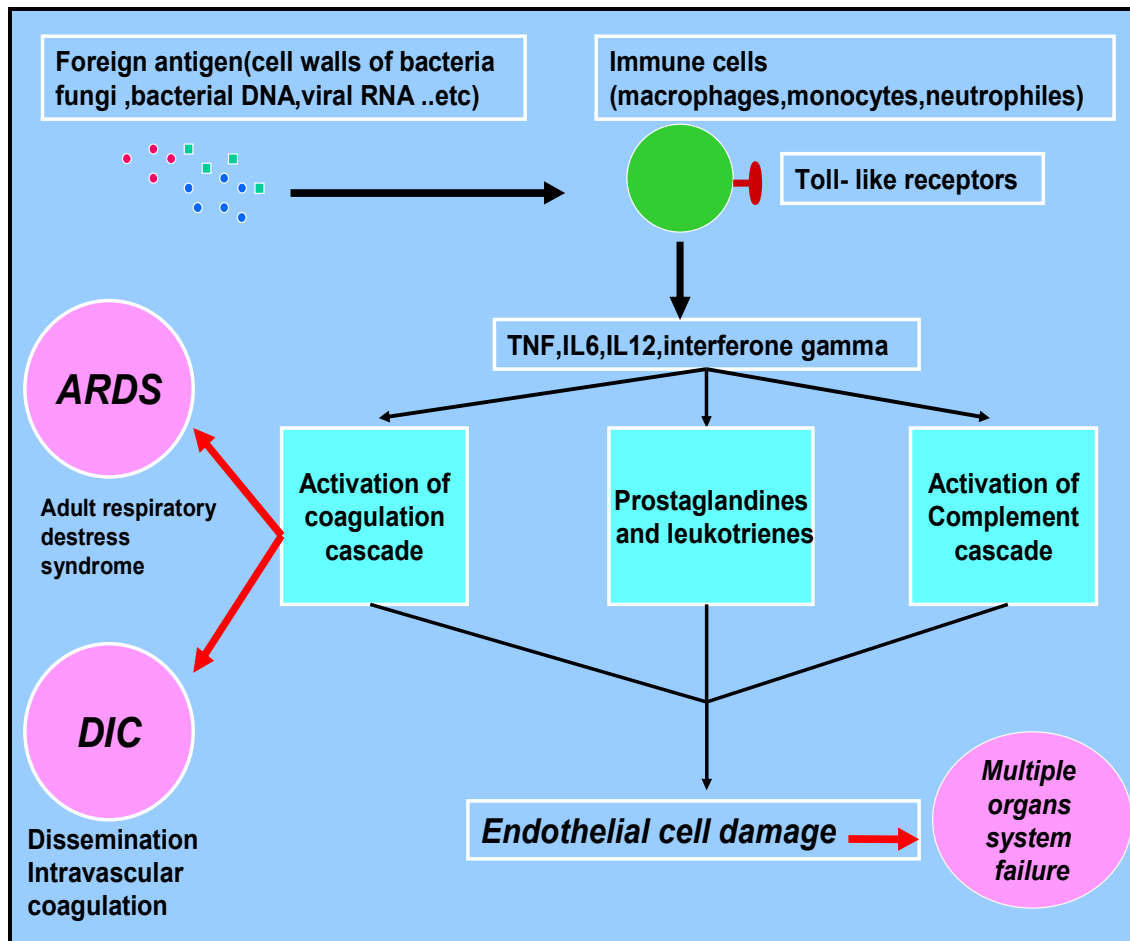 Foreign antigen(cell walls of bacteria
fungi ,bacterial DNA,viral RNA ..etc)
Immune cells
(macrophages,monocytes,neutrophiles)
Toll- like receptors
TNF,IL6,IL12,interferone gamma
ARDS
Adult respiratory
destress
syndrome
Activation of
coagulation
cascade
Prostaglandines
and leukotrienes
Activation of
Complement
cascade
DIC
Dissemination
Intravascular
coagulation
Endothelial cell damage
Multiple
organs
system
failure